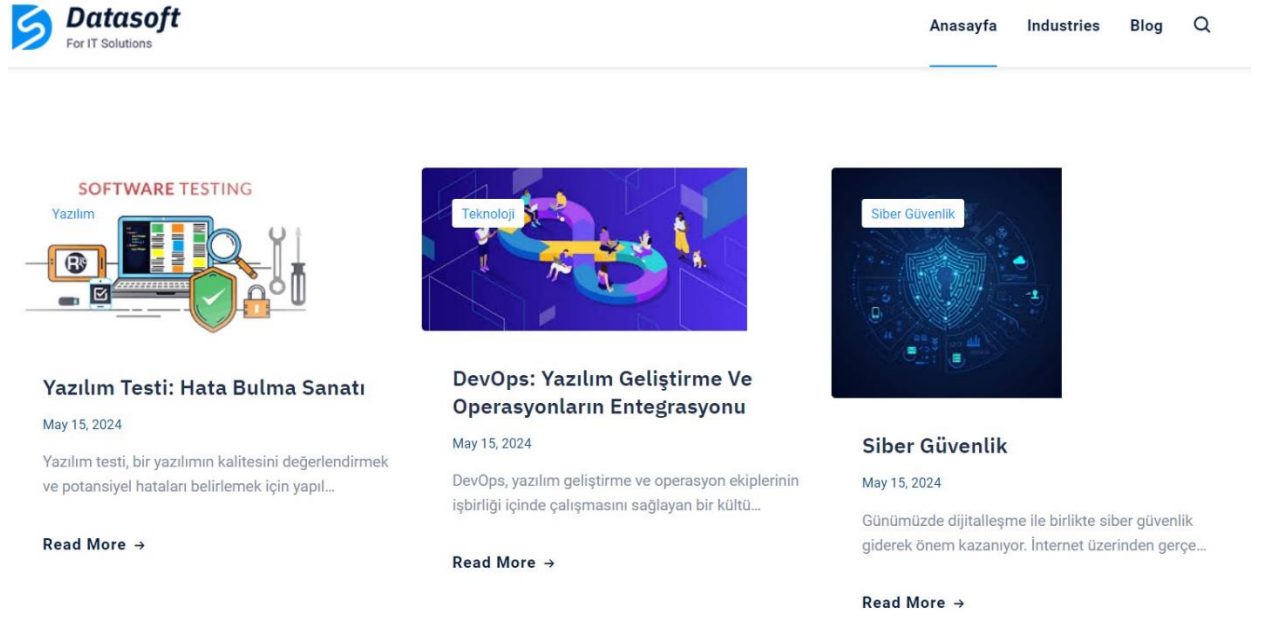 Datasoft
For IT Solutions
Anasayfa Industries Blog
SOFTWARE TESTING
Yazılım
Yazılım Testi: Hata Bulma Sanatı
May 15, 2024
Yazılım testi, bir yazılımın kalitesini değerlendirmek
ve potansiyel hataları belirlemek için yapıl...
Read More →
Teknoloji
DevOps: Yazılım Geliştirme Ve
Operasyonların Entegrasyonu
May 15, 2024
DevOps, yazılım geliştirme ve operasyon ekiplerinin
işbirliği içinde çalışmasını sağlayan bir kültü...
Read More →
Siber Güvenlik
Siber Güvenlik
May 15, 2024
Günümüzde dijitalleşme ile birlikte siber güvenlik
giderek önem kazanıyor. İnternet üzerinden gerçe...
Read More →